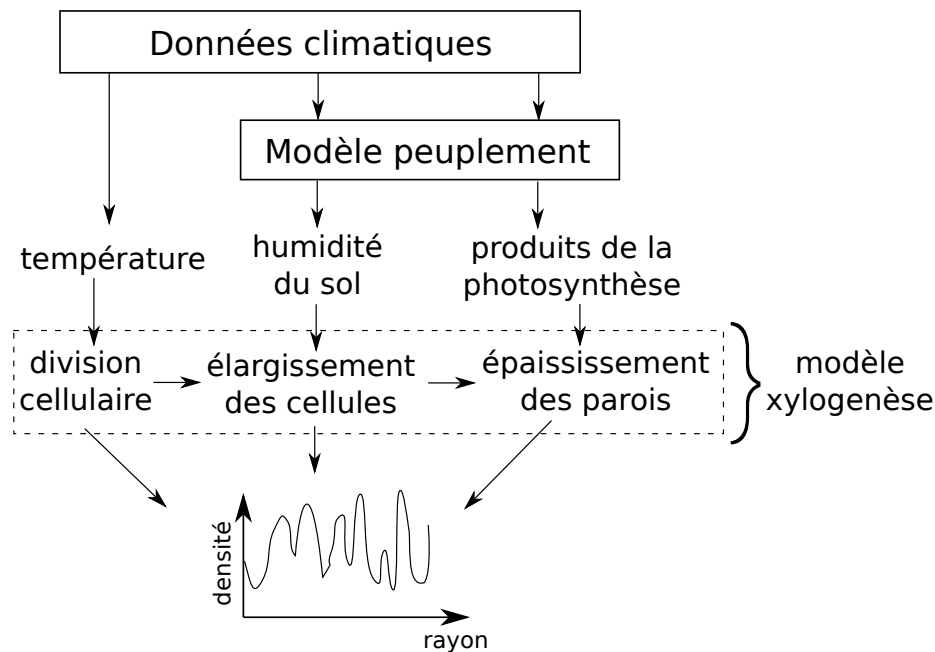 Données climatiques
Modèle peuplement
température
humidité
du sol
produits de la
photosynthèse
division
cellulaire
élargissement
des cellules
épaississement
des parois
modèle
xylogenèse
densité
rayon